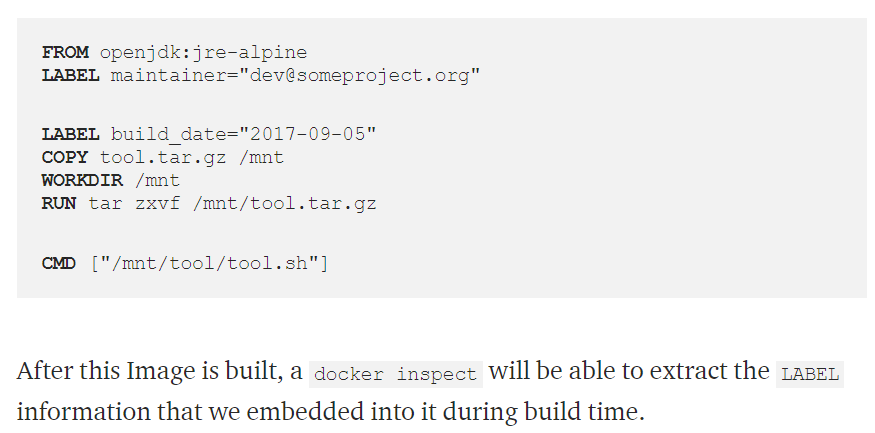 FROM openjdk:jre-alpine
LABEL maintainer="dev@someproject.org"
LABEL build_date="2017-09-05"
COPY tool.tar.gz /mnt
WORKDIR /mnt
RUN tar zxvf /mnt/tool.tar.gz
CMD ["/mnt/tool/tool.sh"]
After this Image is built, a docker inspect will be able to extract the LABEL
information that we embedded into it during build time.